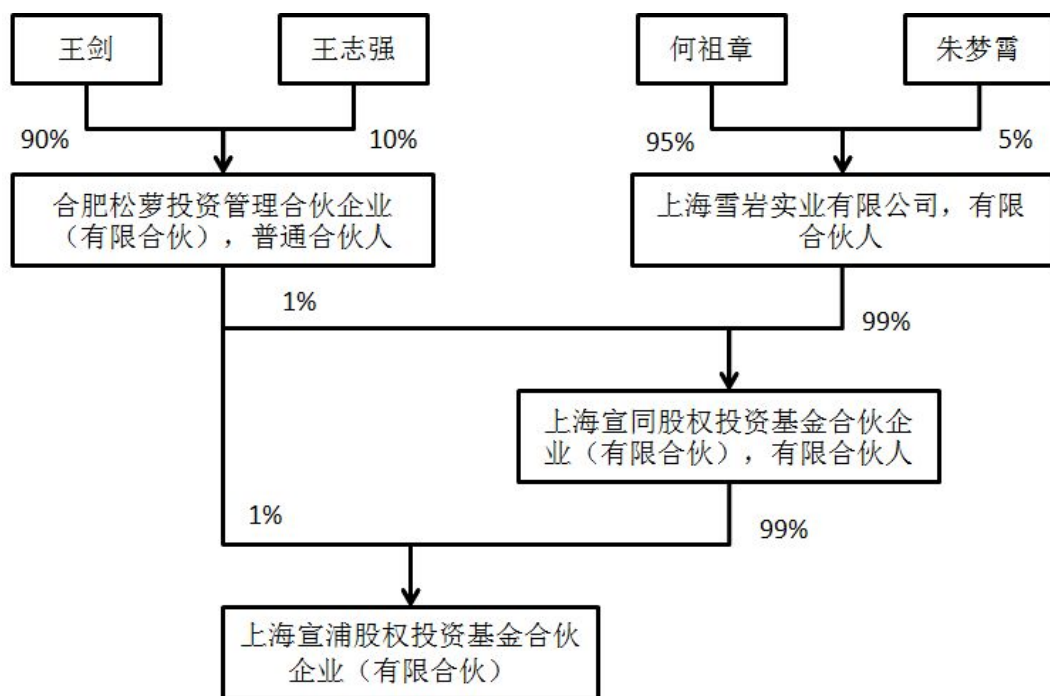 王剑
王志强
何祖章
朱梦霄
90%
10%
95%
5%
合肥松萝投资管理合伙企业
（有限合伙），普通合伙人
上海雪岩实业有限公司，有限
合伙人
1%
99%
上海宣同股权投资基金合伙企
业（有限合伙），有限合伙人
1%
99%
上海宣浦股权投资基金合伙
企业（有限合伙）